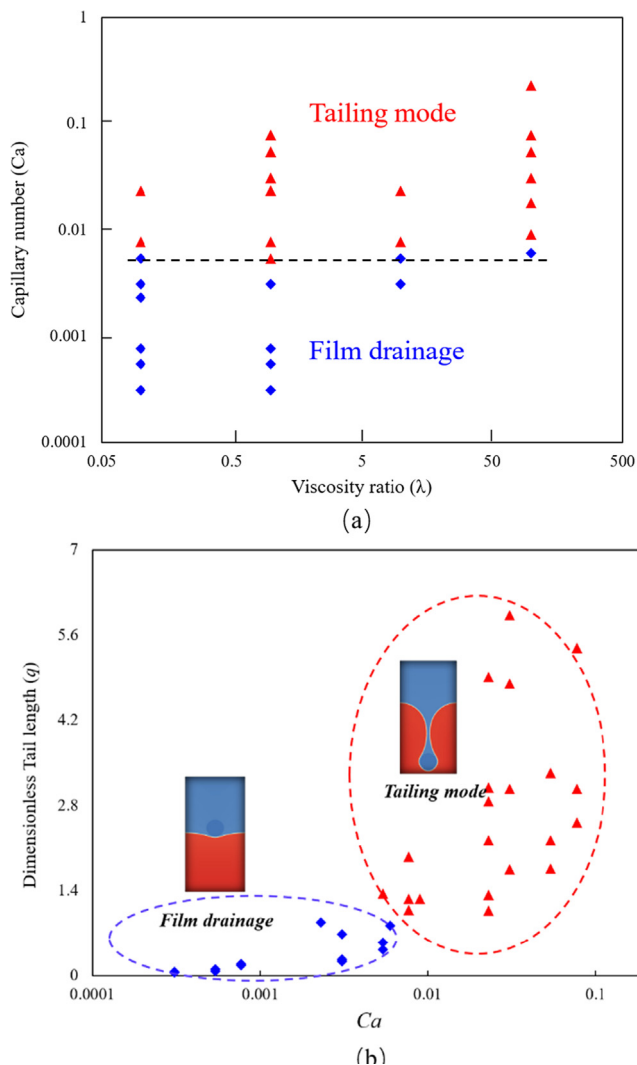 1
0.1
0.01
0.001
0.0001
Capillary number (Ca)
Tailing mode
Film drainage
0.05 0.5 5 50 500
Viscosity ratio (λ)
(a)
7
5.6
4.2
2.8
1.4
0
Dimensionless Tail length (q)
Tailing mode
Film drainage
0.0001 0.001 0.01 0.1
Ca
(b)